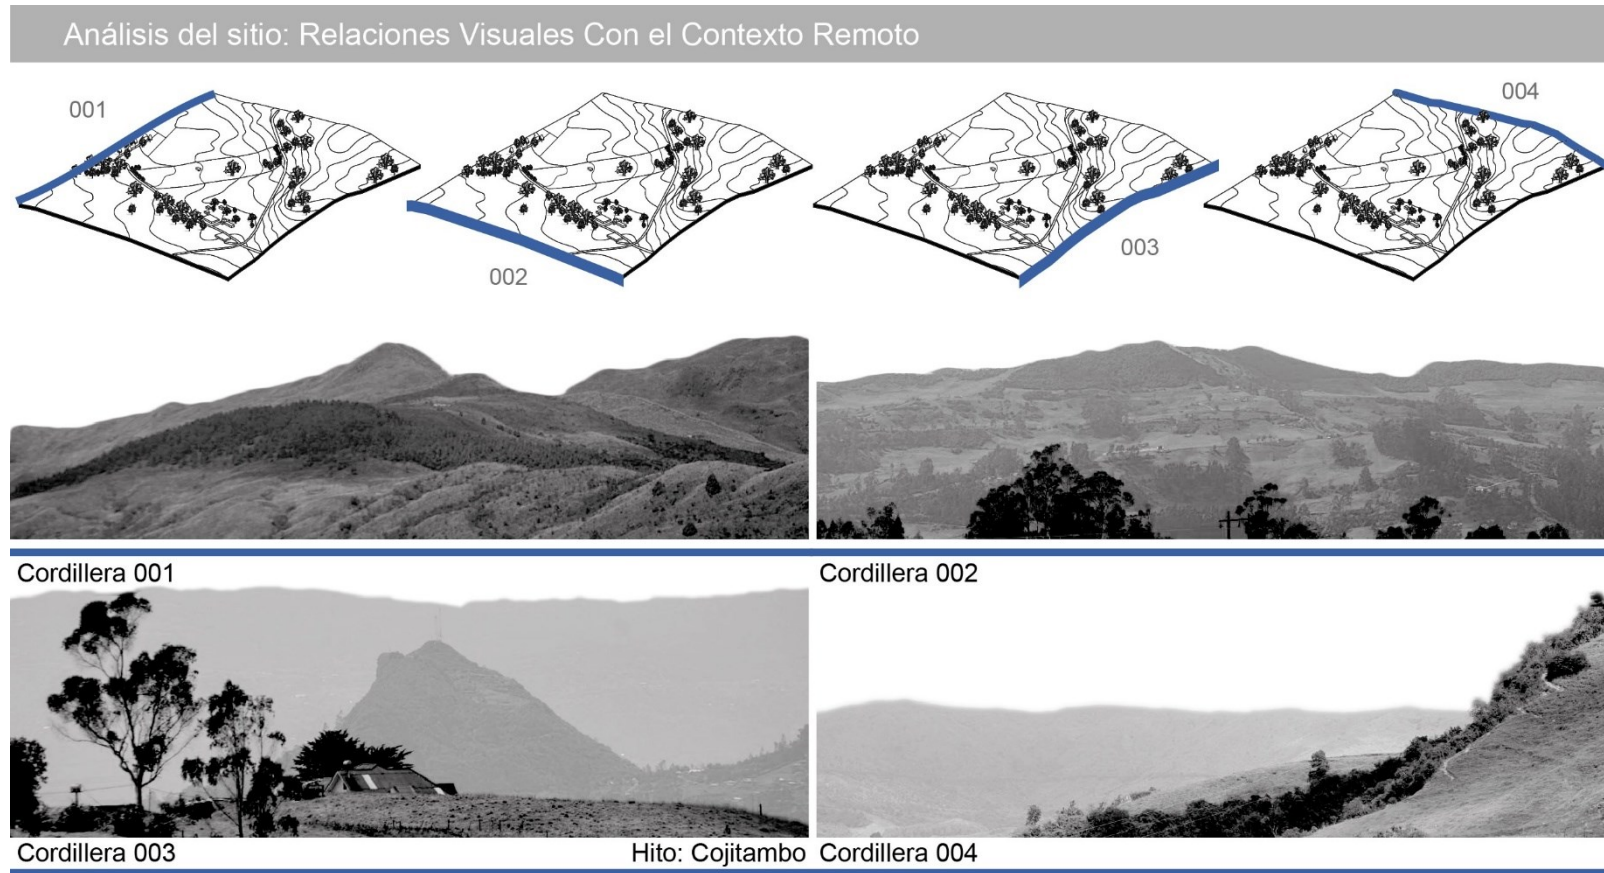 Análisis del sitio: Relaciones Visuales Con el Contexto Remoto
001
002
003
004
Cordillera 001
Cordillera 002
Cordillera 003
Hito: Cojitambo
Cordillera 004